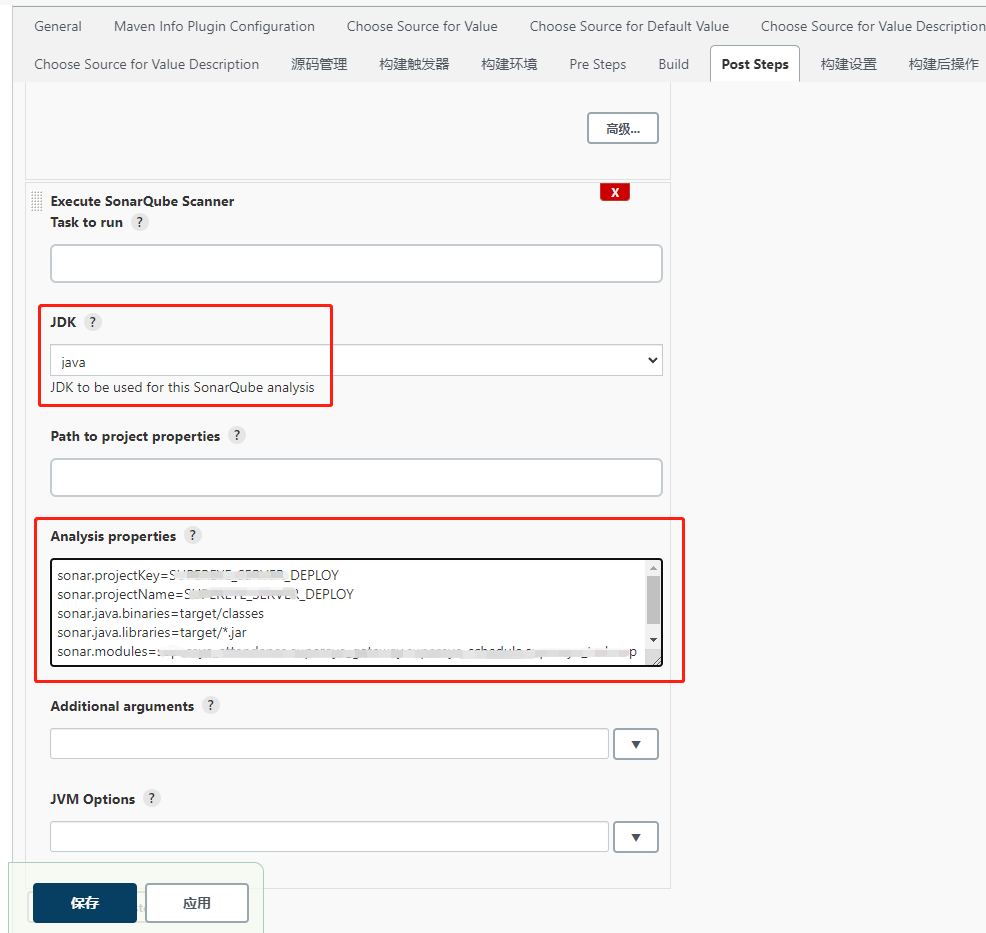 General Maven Info Plugin Configuration Choose Source for Value Choose Source for Default Value Choose Source for Value Description
Choose Source for Value Description 源码管理 构建触发器 构建环境 Pre Steps Build Post Steps 构建设置 构建后操作
高级...
Execute SonarQube Scanner X
Task to run ?
JDK ?
java
JDK to be used for this SonarQube analysis
Path to project properties ?
Analysis properties ?
sonar.projectKey= _DEPLOY
sonar.projectName= _DEPLOY
sonar.java.binaries=target/classes
sonar.java.libraries=target/*.jar
sonar.modules=
Additional arguments ?
▼
JVM Options ?
▼
保存 应用